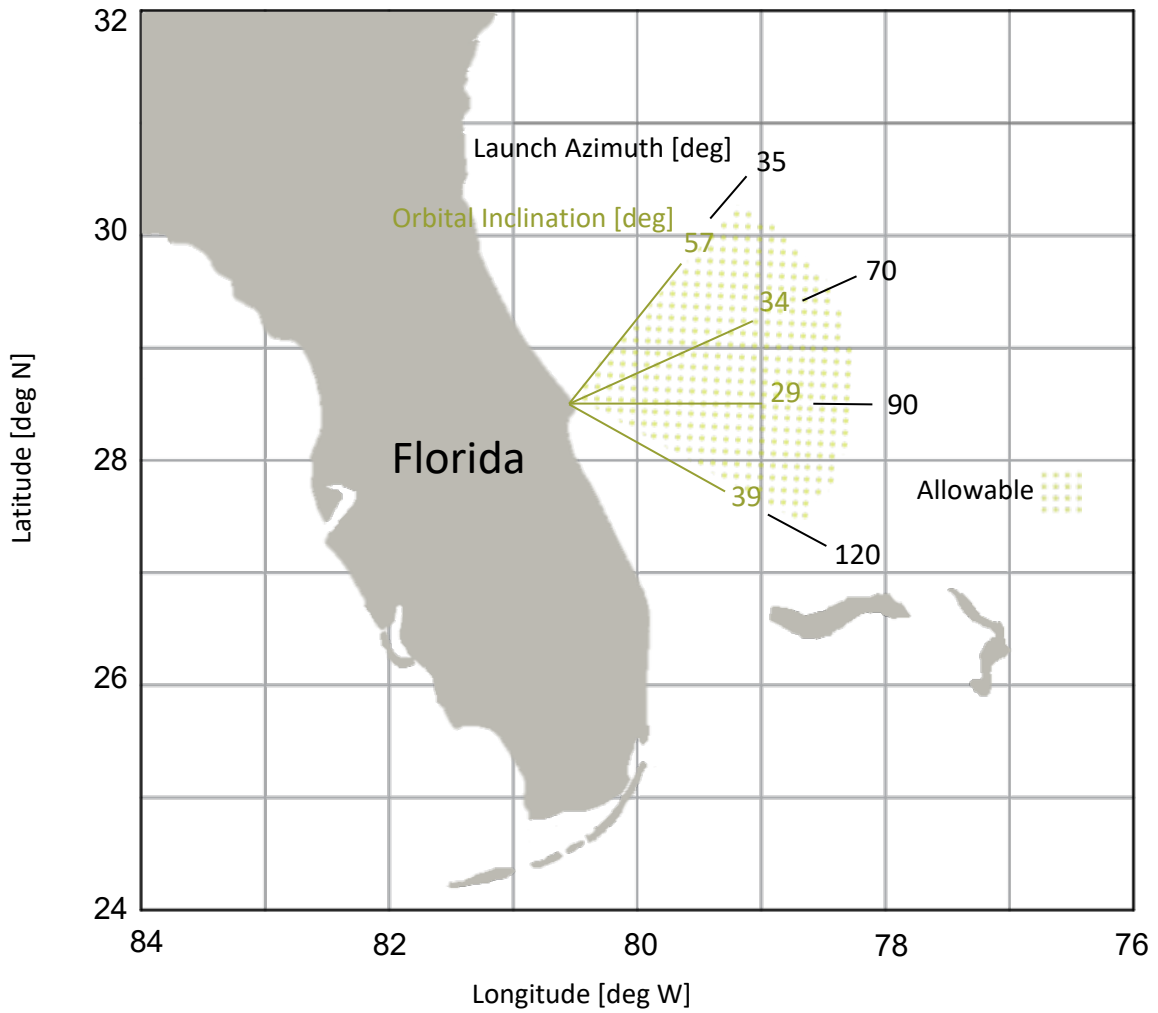 32
Launch Azimuth [deg] 35
30
Orbital Inclination [deg]
57
70
34
29
90
Latitude [deg N]
28
Florida
39
Allowable
120
26
24
84 82 80 78 76
Longitude [deg W]